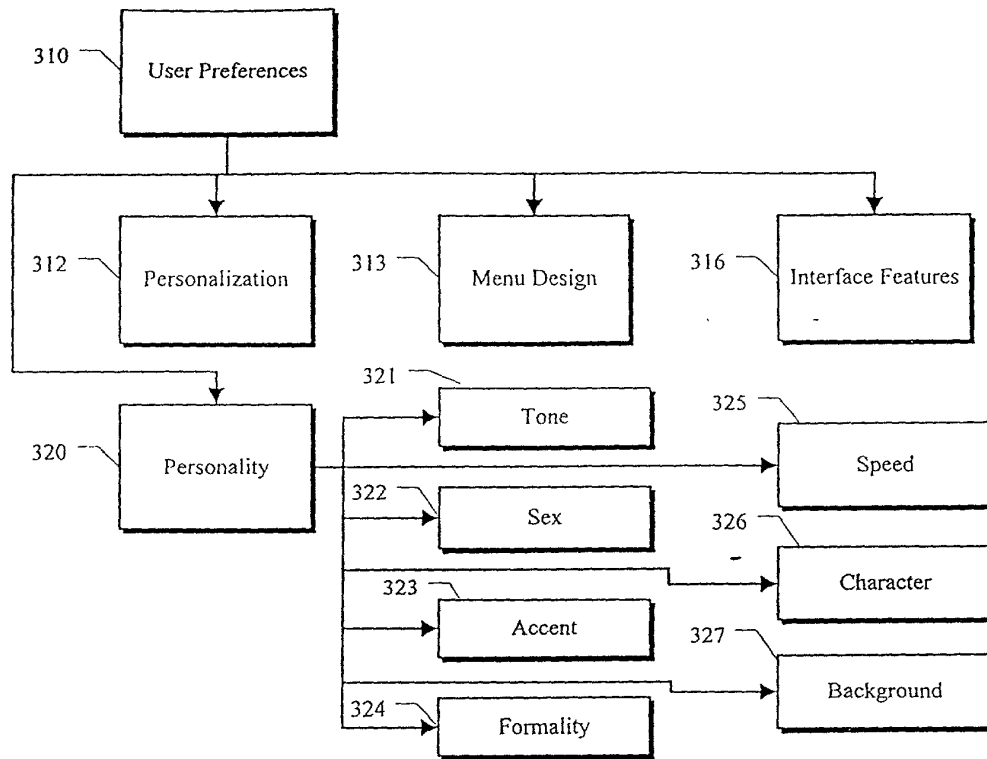 310
User Preferences
312
Personalization
313
Menu Design
316
Interface Features
320
Personality
321
Tone
322
Sex
323
Accent
324
Formality
325
Speed
326
Character
327
Background